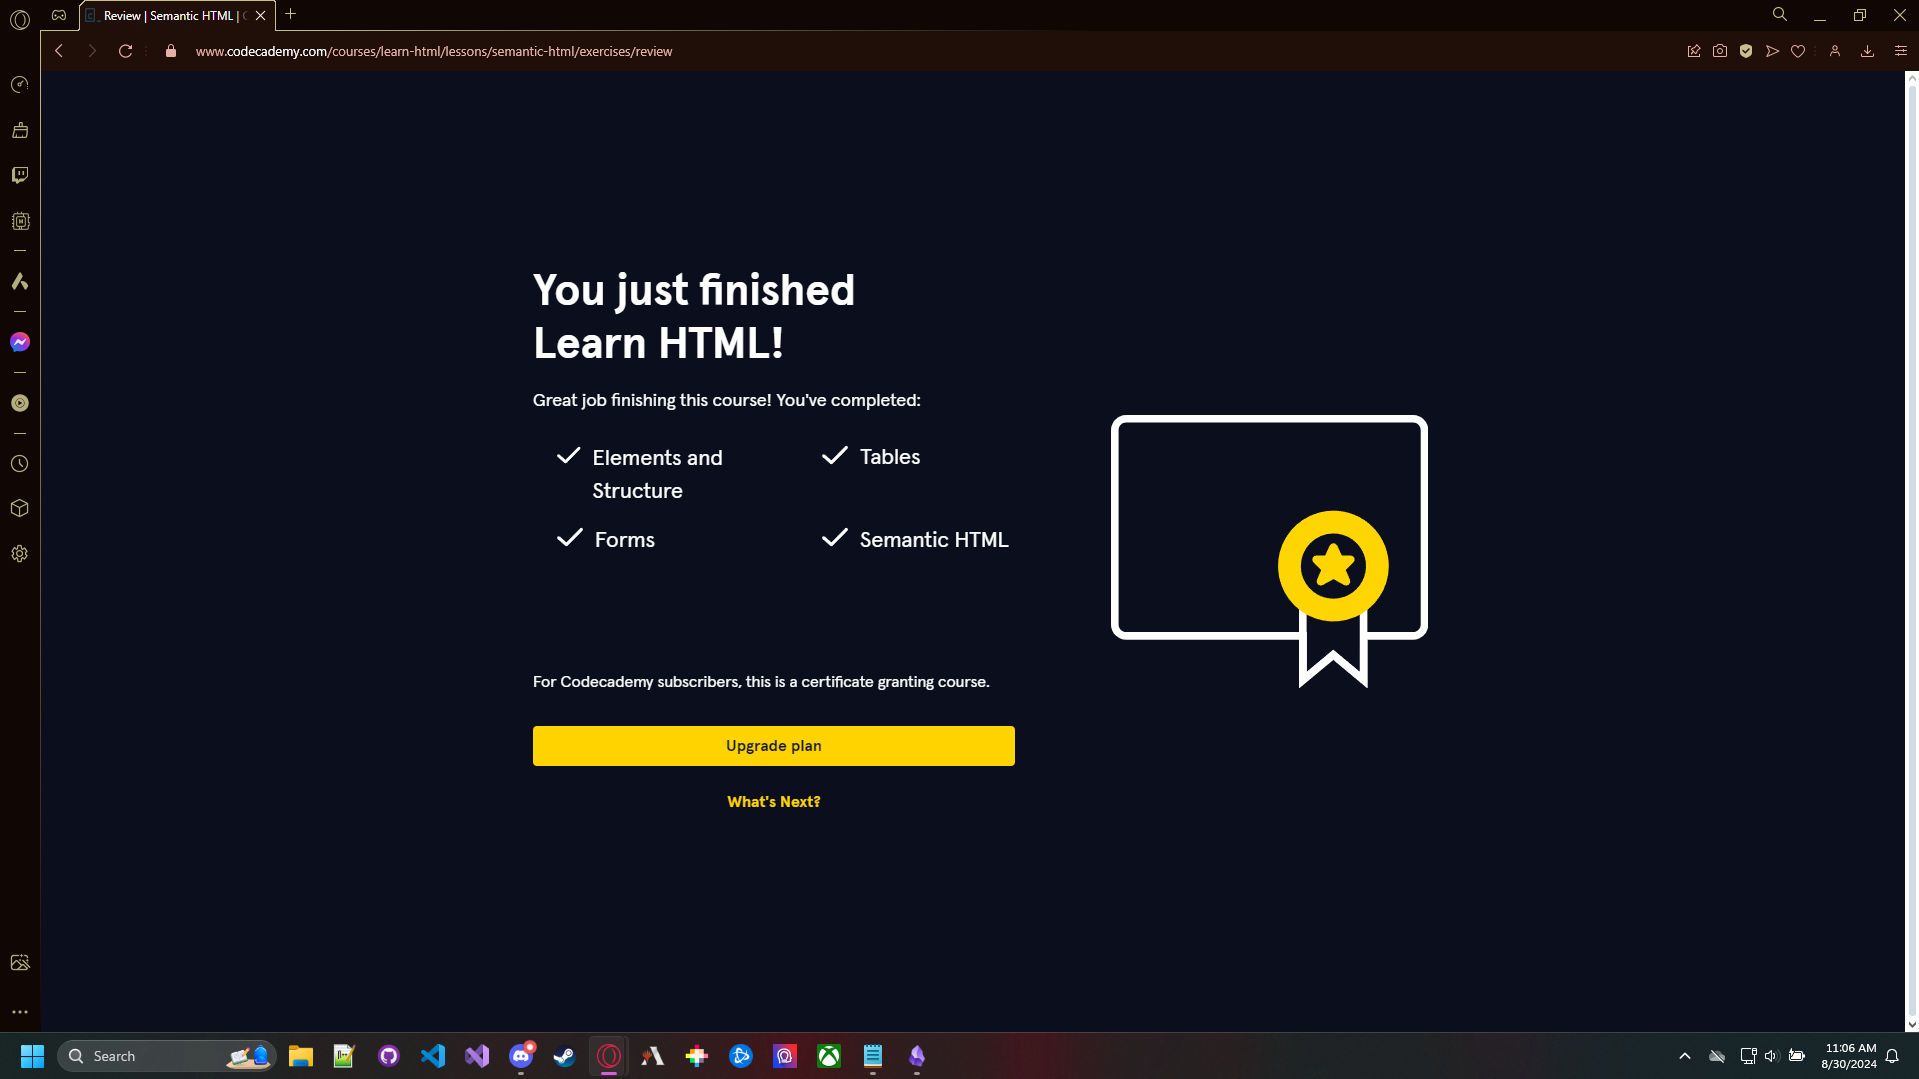 Review | Semantic HTML |
www.codecademy.com/courses/learn-html/lessons/semantic-html/exercises/review
You just finished
Learn HTML!
Great job finishing this course! You've completed:
Elements and
Structure
Tables
Forms
Semantic HTML
For Codecademy subscribers, this is a certificate granting course.
Upgrade plan
What's Next?
Search
11:06 AM
8/30/2024